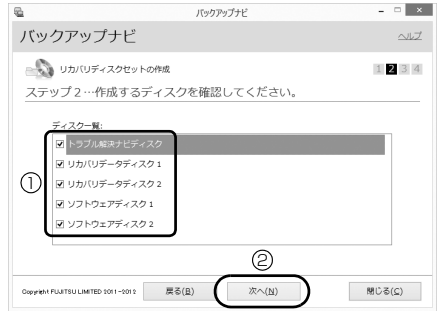 バックアップナビ
バックアップナビ
ヘルプ
リカバリディスクセットの作成
1 2 3 4
ステップ2…作成するディスクを確認してください。
ディスク一覧:
トラブル解決ナビディスク
リカバリデータディスク 1
リカバリデータディスク 2
ソフトウェアディスク 1
ソフトウェアディスク 2
①
②
Copyright FUJITSU LIMITED 2011-2012
戻る(B)
次へ(N)
閉じる(C)